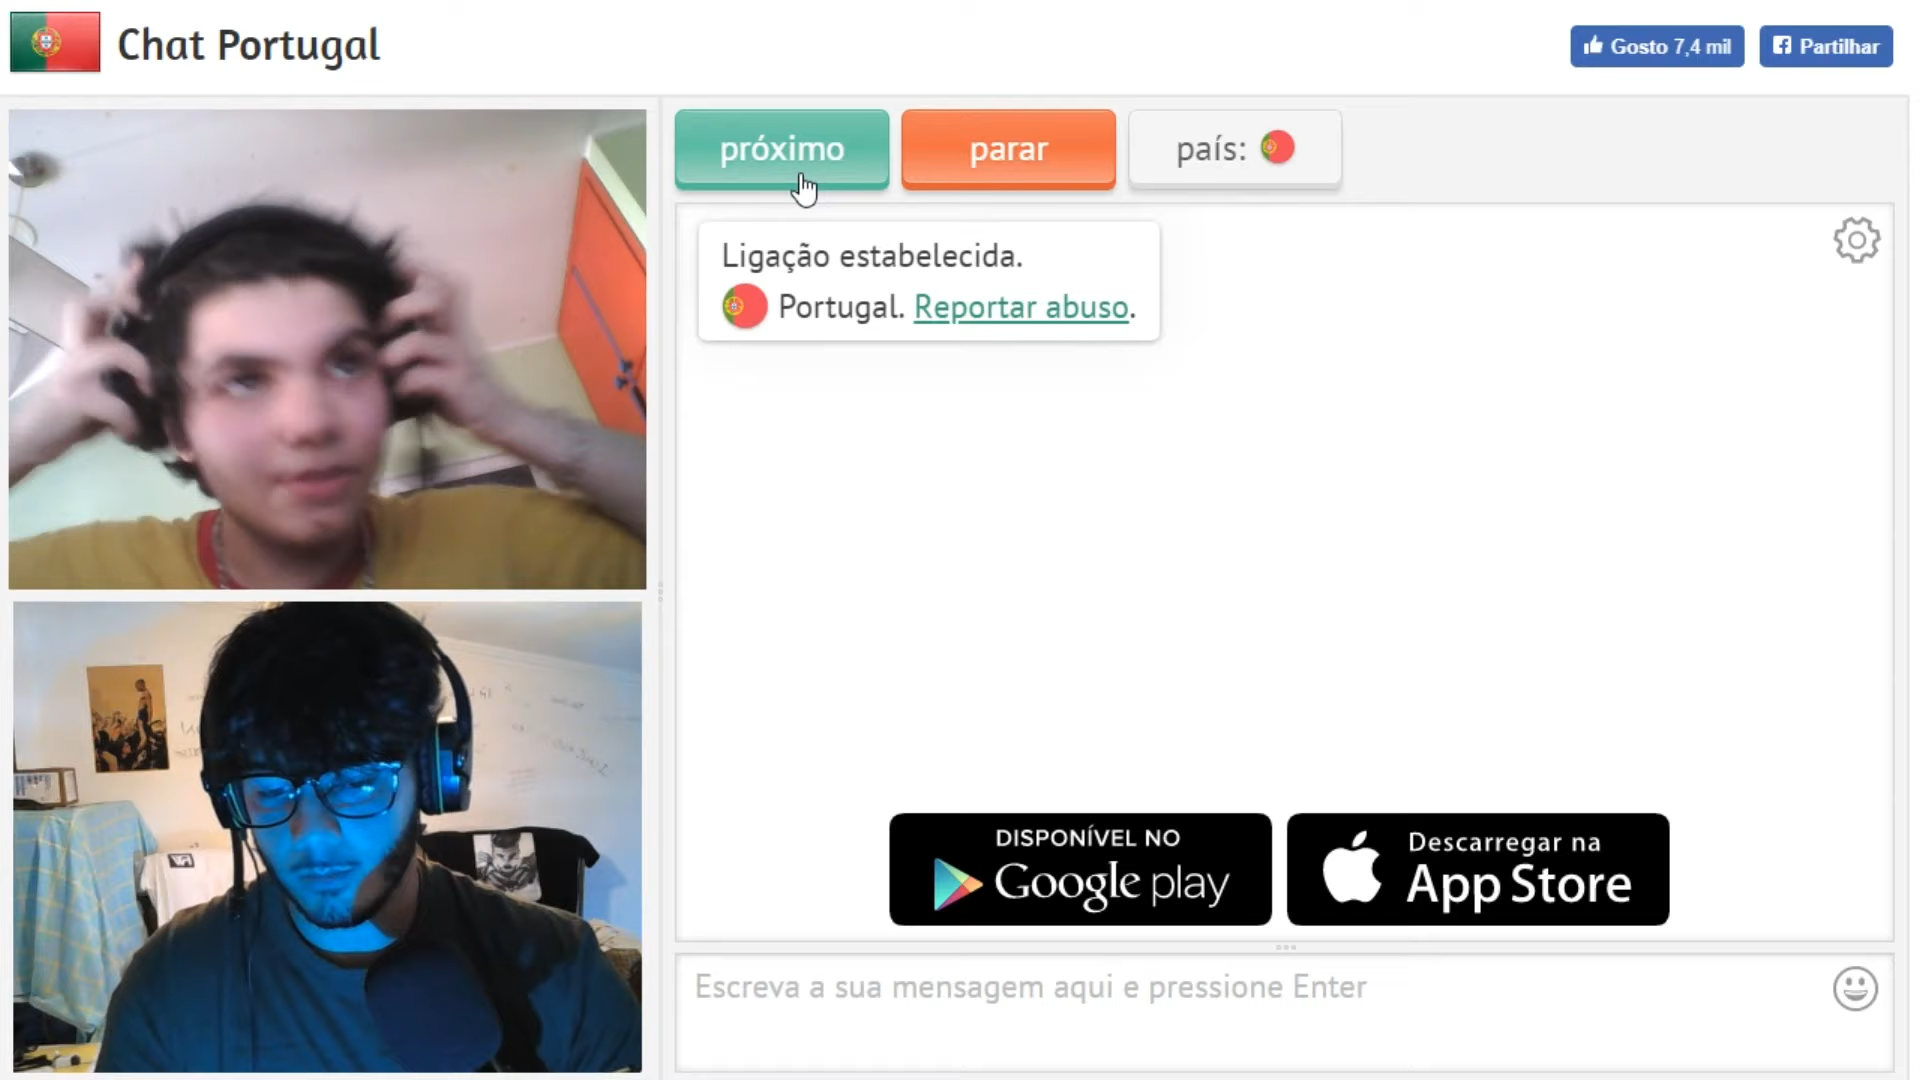 Chat Portugal
Gosto 7,4 mil
Partilhar
próximo
parar
país:
Ligação estabelecida.
Portugal. Reportar abuso.
DISPONÍVEL NO
Google play
Descarregar na
App Store
Escreva a sua mensagem aqui e pressione Enter